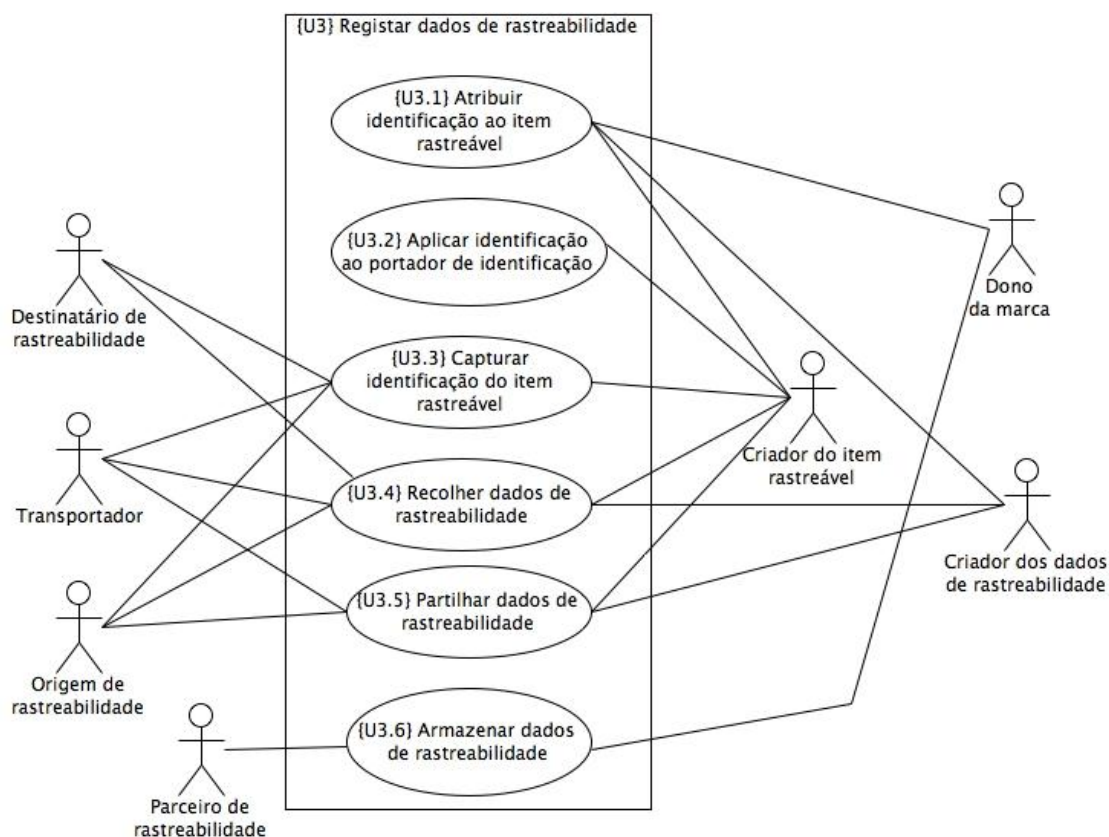 {U3} Registar dados de rastreabilidade
{U3.1} Atribuir
identificação ao item
rastreável
{U3.2} Aplicar identificação
ao portador de identificação
Destinatário de
rastreabilidade
Dono
da marca
{U3.3} Capturar
identificação do item
rastreável
Criador do item
rastreável
Transportador
{U3.4} Recolher dados de
rastreabilidade
Criador dos dados
de rastreabilidade
{U3.5} Partilhar dados de
rastreabilidade
Origem de
rastreabilidade
{U3.6} Armazenar dados
de rastreabilidade
Parceiro de
rastreabilidade